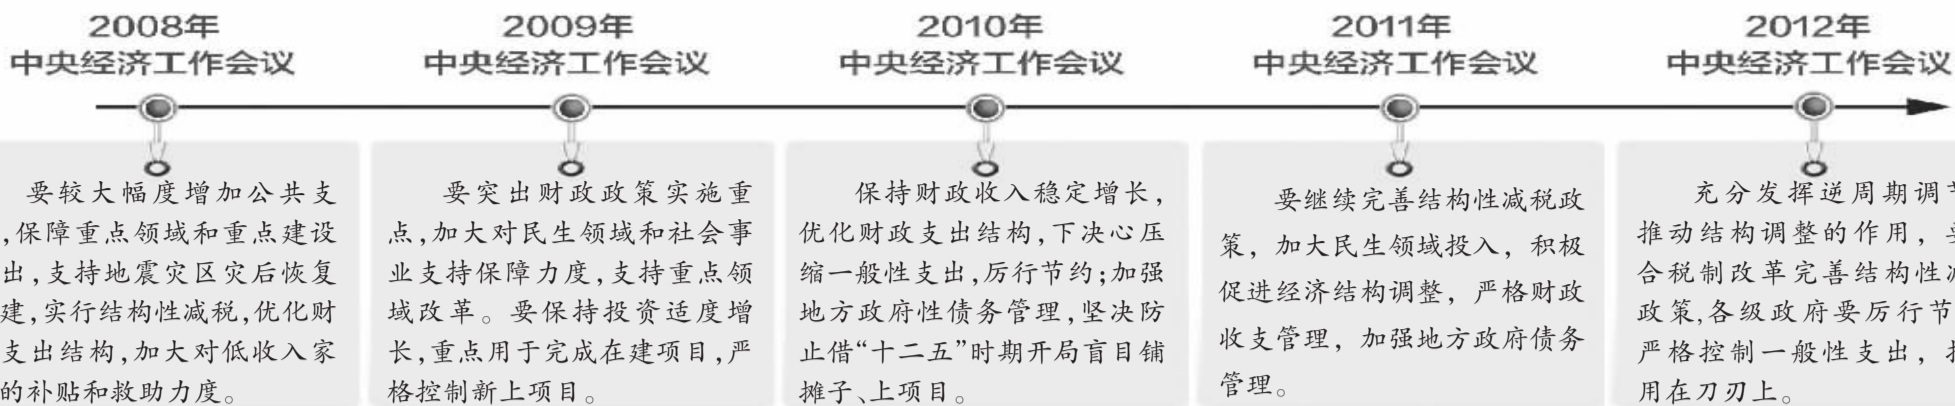 2008年
中央经济工作会议
要较大幅度增加公共支
,保障重点领域和重点建设
出,支持地震灾区灾后恢复
建,实行结构性减税,优化财
支出结构,加大对低收入家
的补贴和救助力度。
2009年
中央经济工作会议
要突出财政政策实施重
点,加大对民生领域和社会事
业支持保障力度,支持重点领
域改革。要保持投资适度增
长,重点用于完成在建项目,严
格控制新上项目。
2010年
中央经济工作会议
保持财政收入稳定增长,
优化财政支出结构,下决心压
缩一般性支出,厉行节约;加强
地方政府性债务管理,坚决防
止借“十二五”时期开局盲目铺
摊子、上项目。
2011年
中央经济工作会议
要继续完善结构性减税政
策，加大民生领域投入，积极
促进经济结构调整，严格财政
收支管理，加强地方政府债务
管理。
2012年
中央经济工作会议
充分发挥逆周期调
推动结构调整的作用，
合税制改革完善结构性
政策,各级政府要厉行节
严格控制一般性支出，
用在刀刃上。